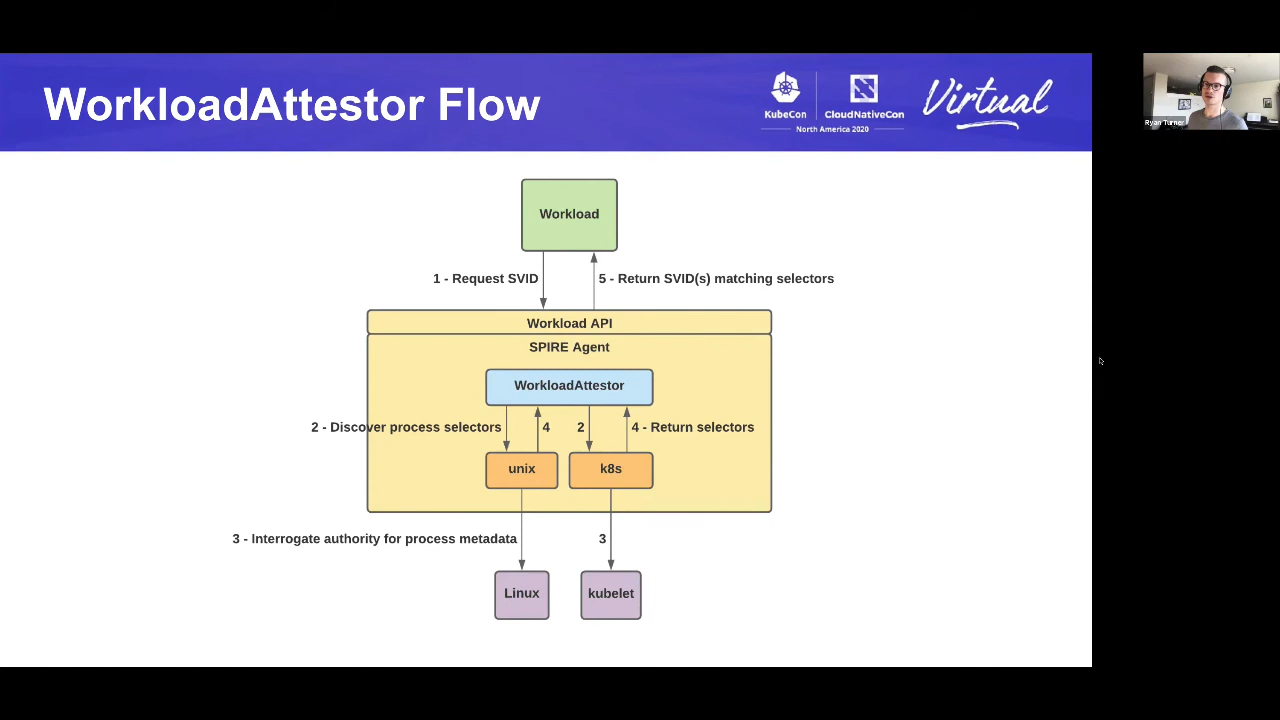 WorkloadAttestor Flow
KubeCon
CloudNativeCon
North America 2020
Virtual
Ryan Turner
Workload
1 - Request SVID
5 - Return SVID(s) matching selectors
Workload API
SPIRE Agent
WorkloadAttestor
2 - Discover process selectors
4
2
4 - Return selectors
unix
k8s
3 - Interrogate authority for process metadata
3
Linux
kubelet